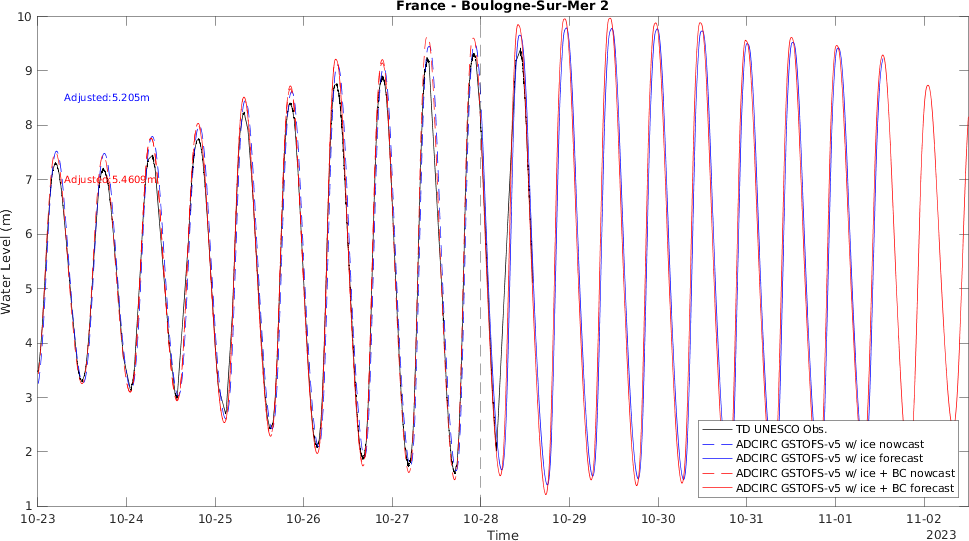 France - Boulogne-Sur-Mer 2
10
9
8
7
6
5
4
3
2
1
Water Level (m)
Adjusted:5.205m
Adjusted:5.4609m
TD UNESCO Obs.
ADCIRC GSTOFS-v5 w/ ice nowcast
ADCIRC GSTOFS-v5 w/ ice forecast
ADCIRC GSTOFS-v5 w/ ice + BC nowcast
ADCIRC GSTOFS-v5 w/ ice + BC forecast
10-23 10-24 10-25 10-26 10-27 10-28 10-29 10-30 10-31 11-01 11-02
Time
2023